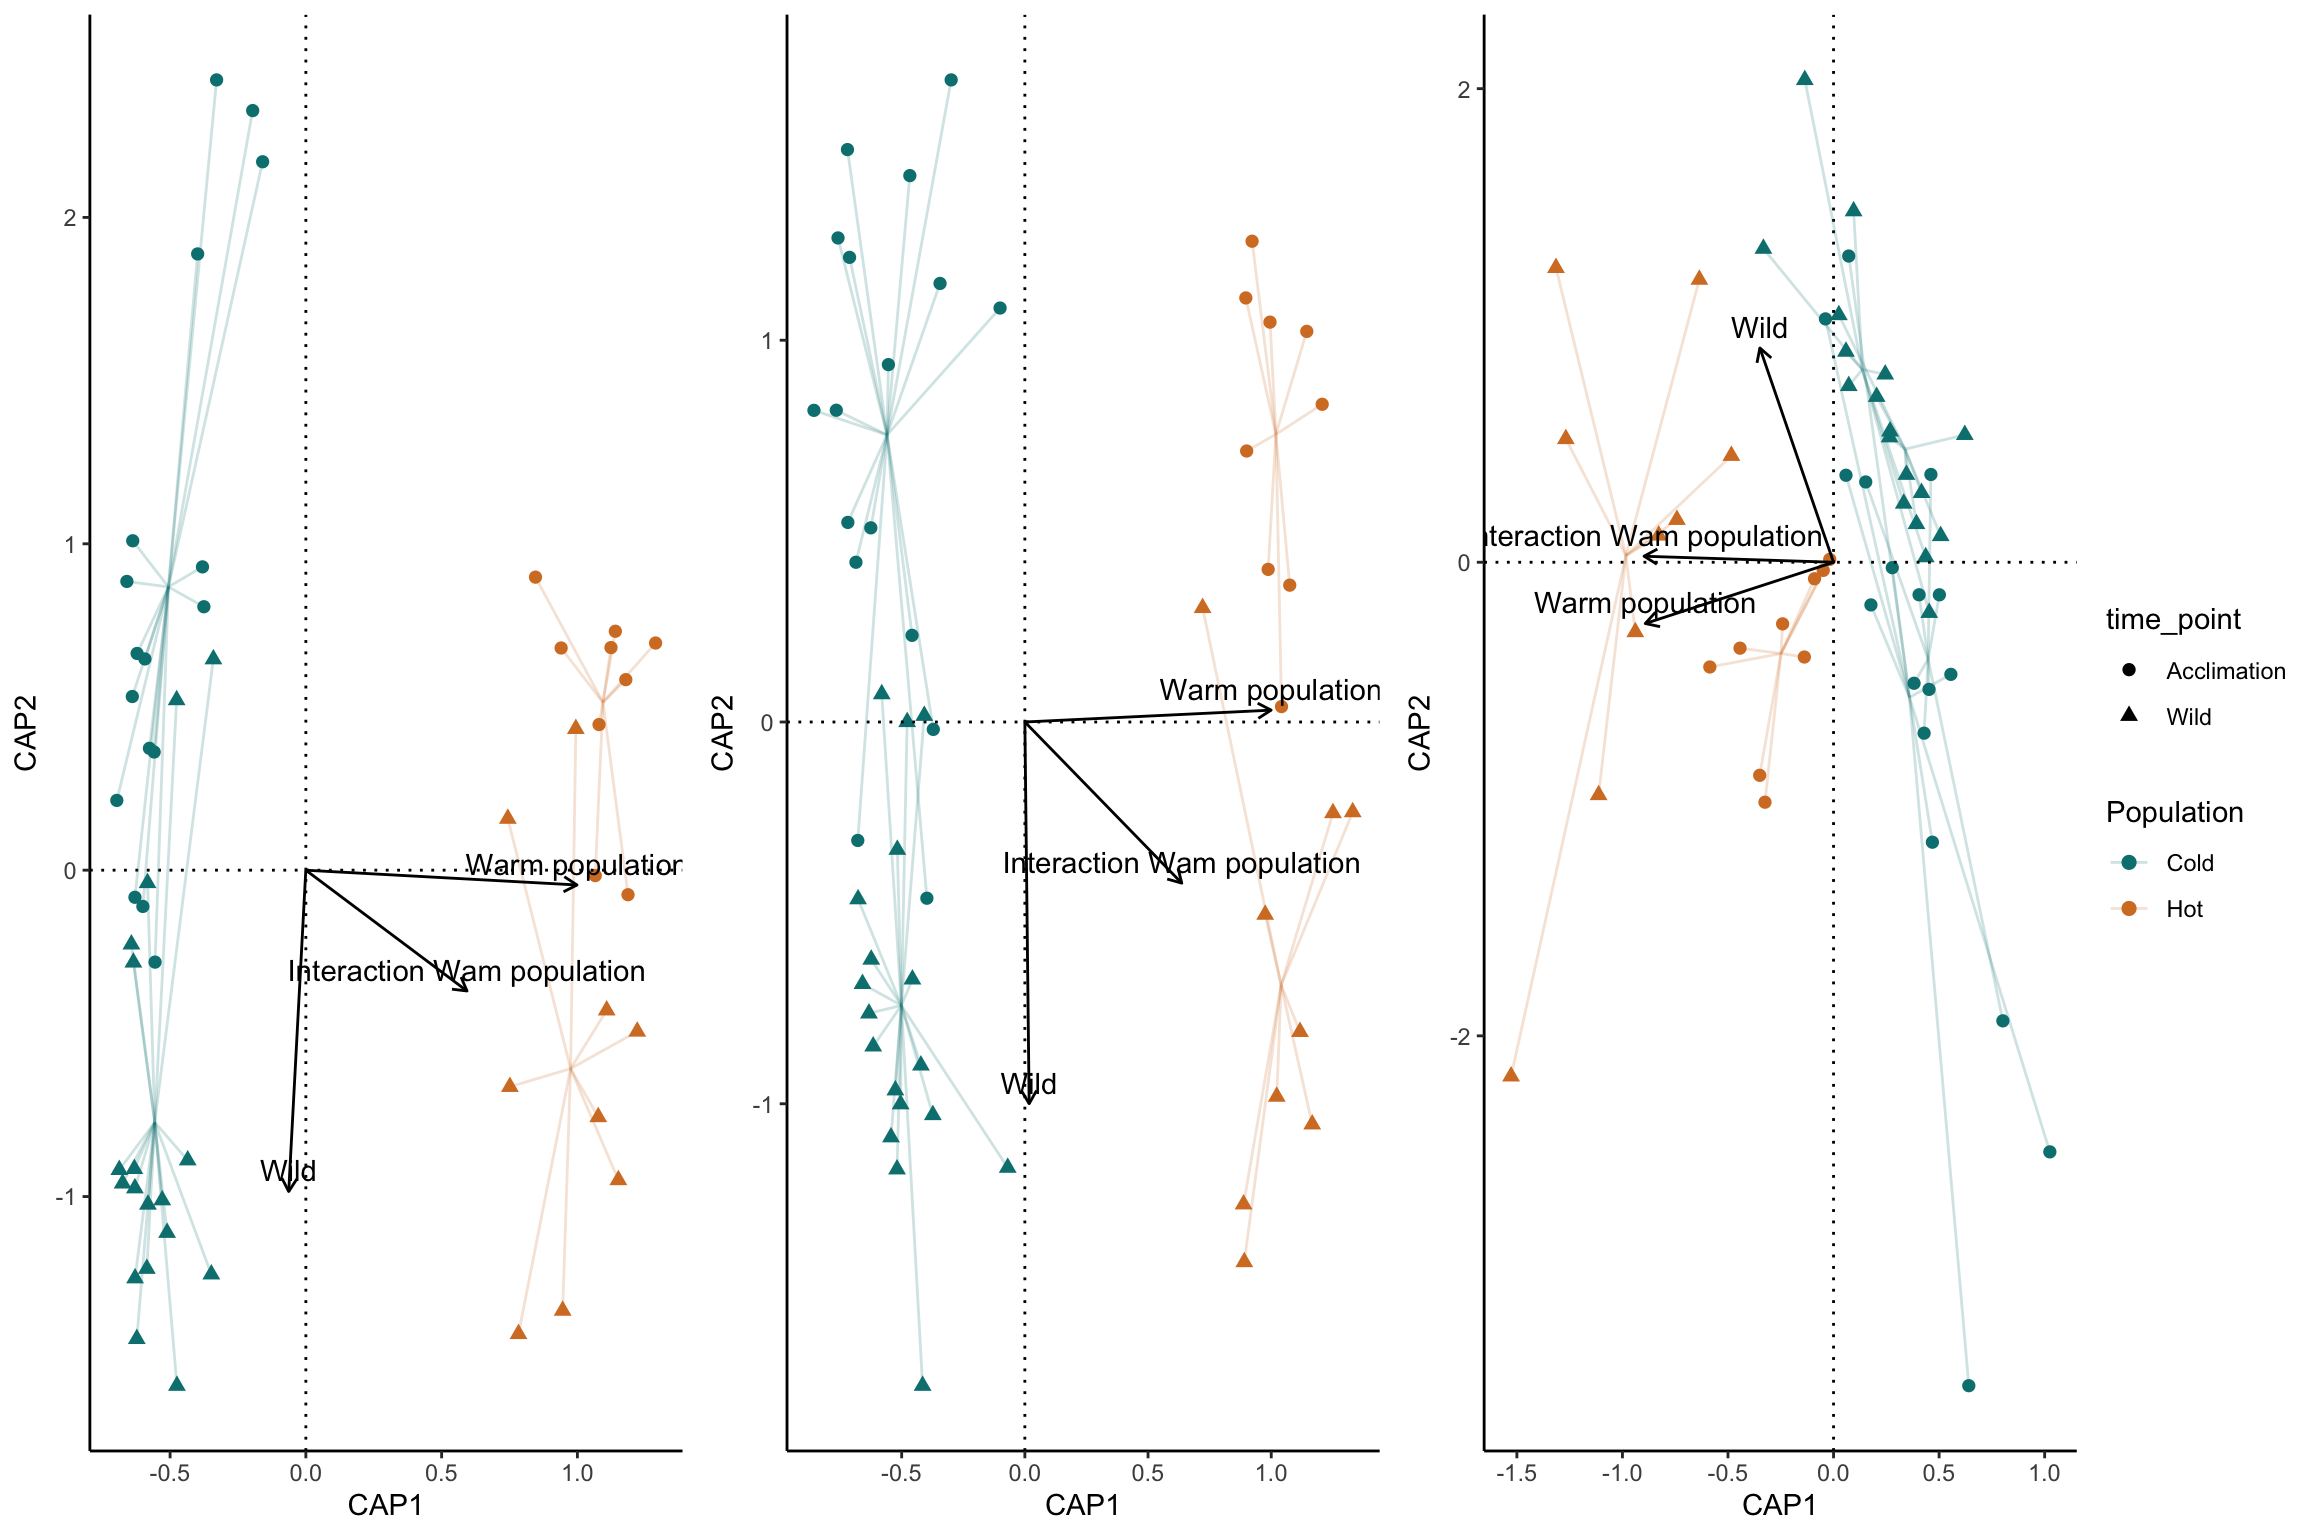 CAP2
2
1
0
-1
Warm population
Interaction Wam population
Wild
-0.5 0.0 0.5 1.0
CAP1
CAP2
1
0
-1
Warm population
Interaction Wam population
Wild
-0.5 0.0 0.5 1.0
CAP1
CAP2
2
0
-2
Wild
nteraction Wam population
Warm population
-1.5 -1.0 -0.5 0.0 0.5 1.0
CAP1
time_point
Acclimation
Wild
Population
Cold
Hot